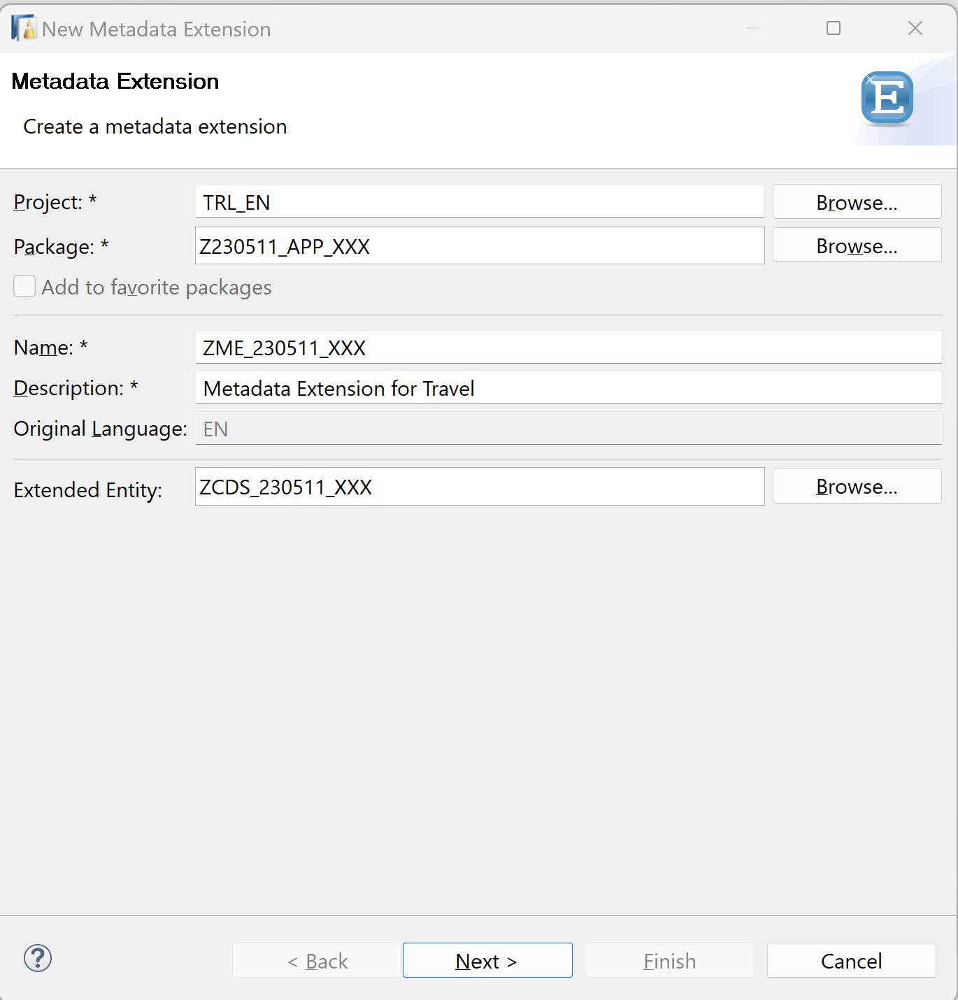 New Metadata Extension
Metadata Extension
Create a metadata extension
E
Project: * TRL_EN Browse...
Package: * Z230511_APP_XXX Browse...
Add to favorite packages
Name: * ZME_230511_XXX
Description: * Metadata Extension for Travel
Original Language: EN
Extended Entity: ZCDS_230511_XXX Browse...
? < Back Next > Finish Cancel